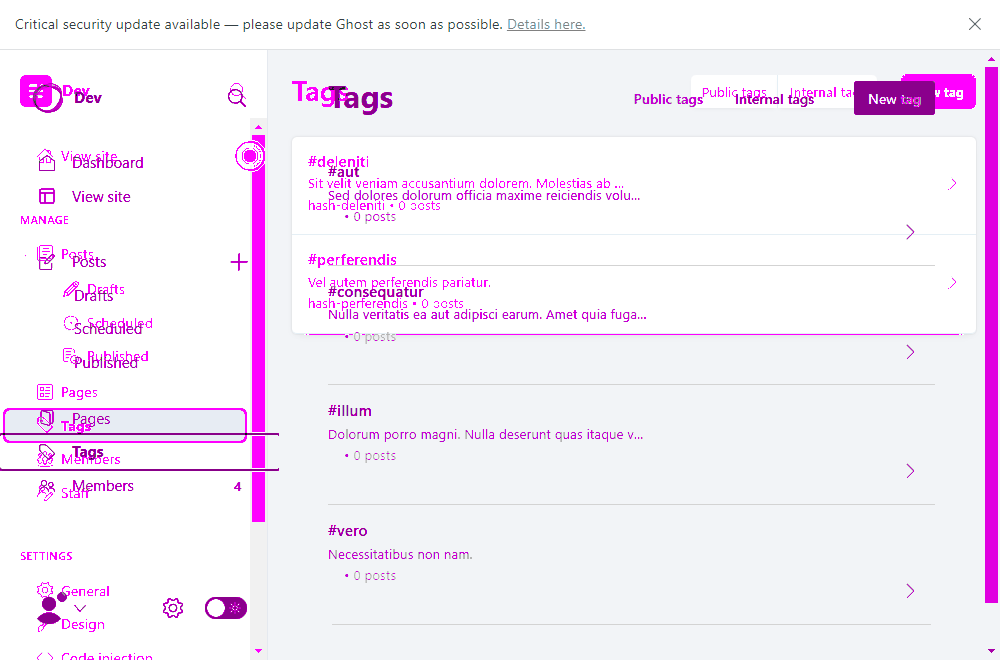 Critical security update available — please update Ghost as soon as possible. Details here.
Dev
Dev
View site
Dashboard
View site
MANAGE
Posts
Posts
Drafts
Drafts
Scheduled
Scheduled
Published
Published
Pages
Pages
Tags
Tags
Members
Members 4
Staff
SETTINGS
General
Design
Code injection
Tags
Tags
Public tags Internal tags New tag
Public tags Internal tags New tag
#deleniti
#aut
Sit velit veniam accusantium dolorem. Molestias ab ...
Sed dolores dolorum officia maxime reiciendis volu...
hash-deleniti • 0 posts
• 0 posts
#perferendis
Vel autem perferendis pariatur.
#consequatur
hash-perferendis • 0 posts
Nulla veritatis ea aut adipisci earum. Amet quia fuga...
• 0 posts
#illum
Dolorum porro magni. Nulla deserunt quas itaque v...
• 0 posts
#vero
Necessitatibus non nam.
• 0 posts